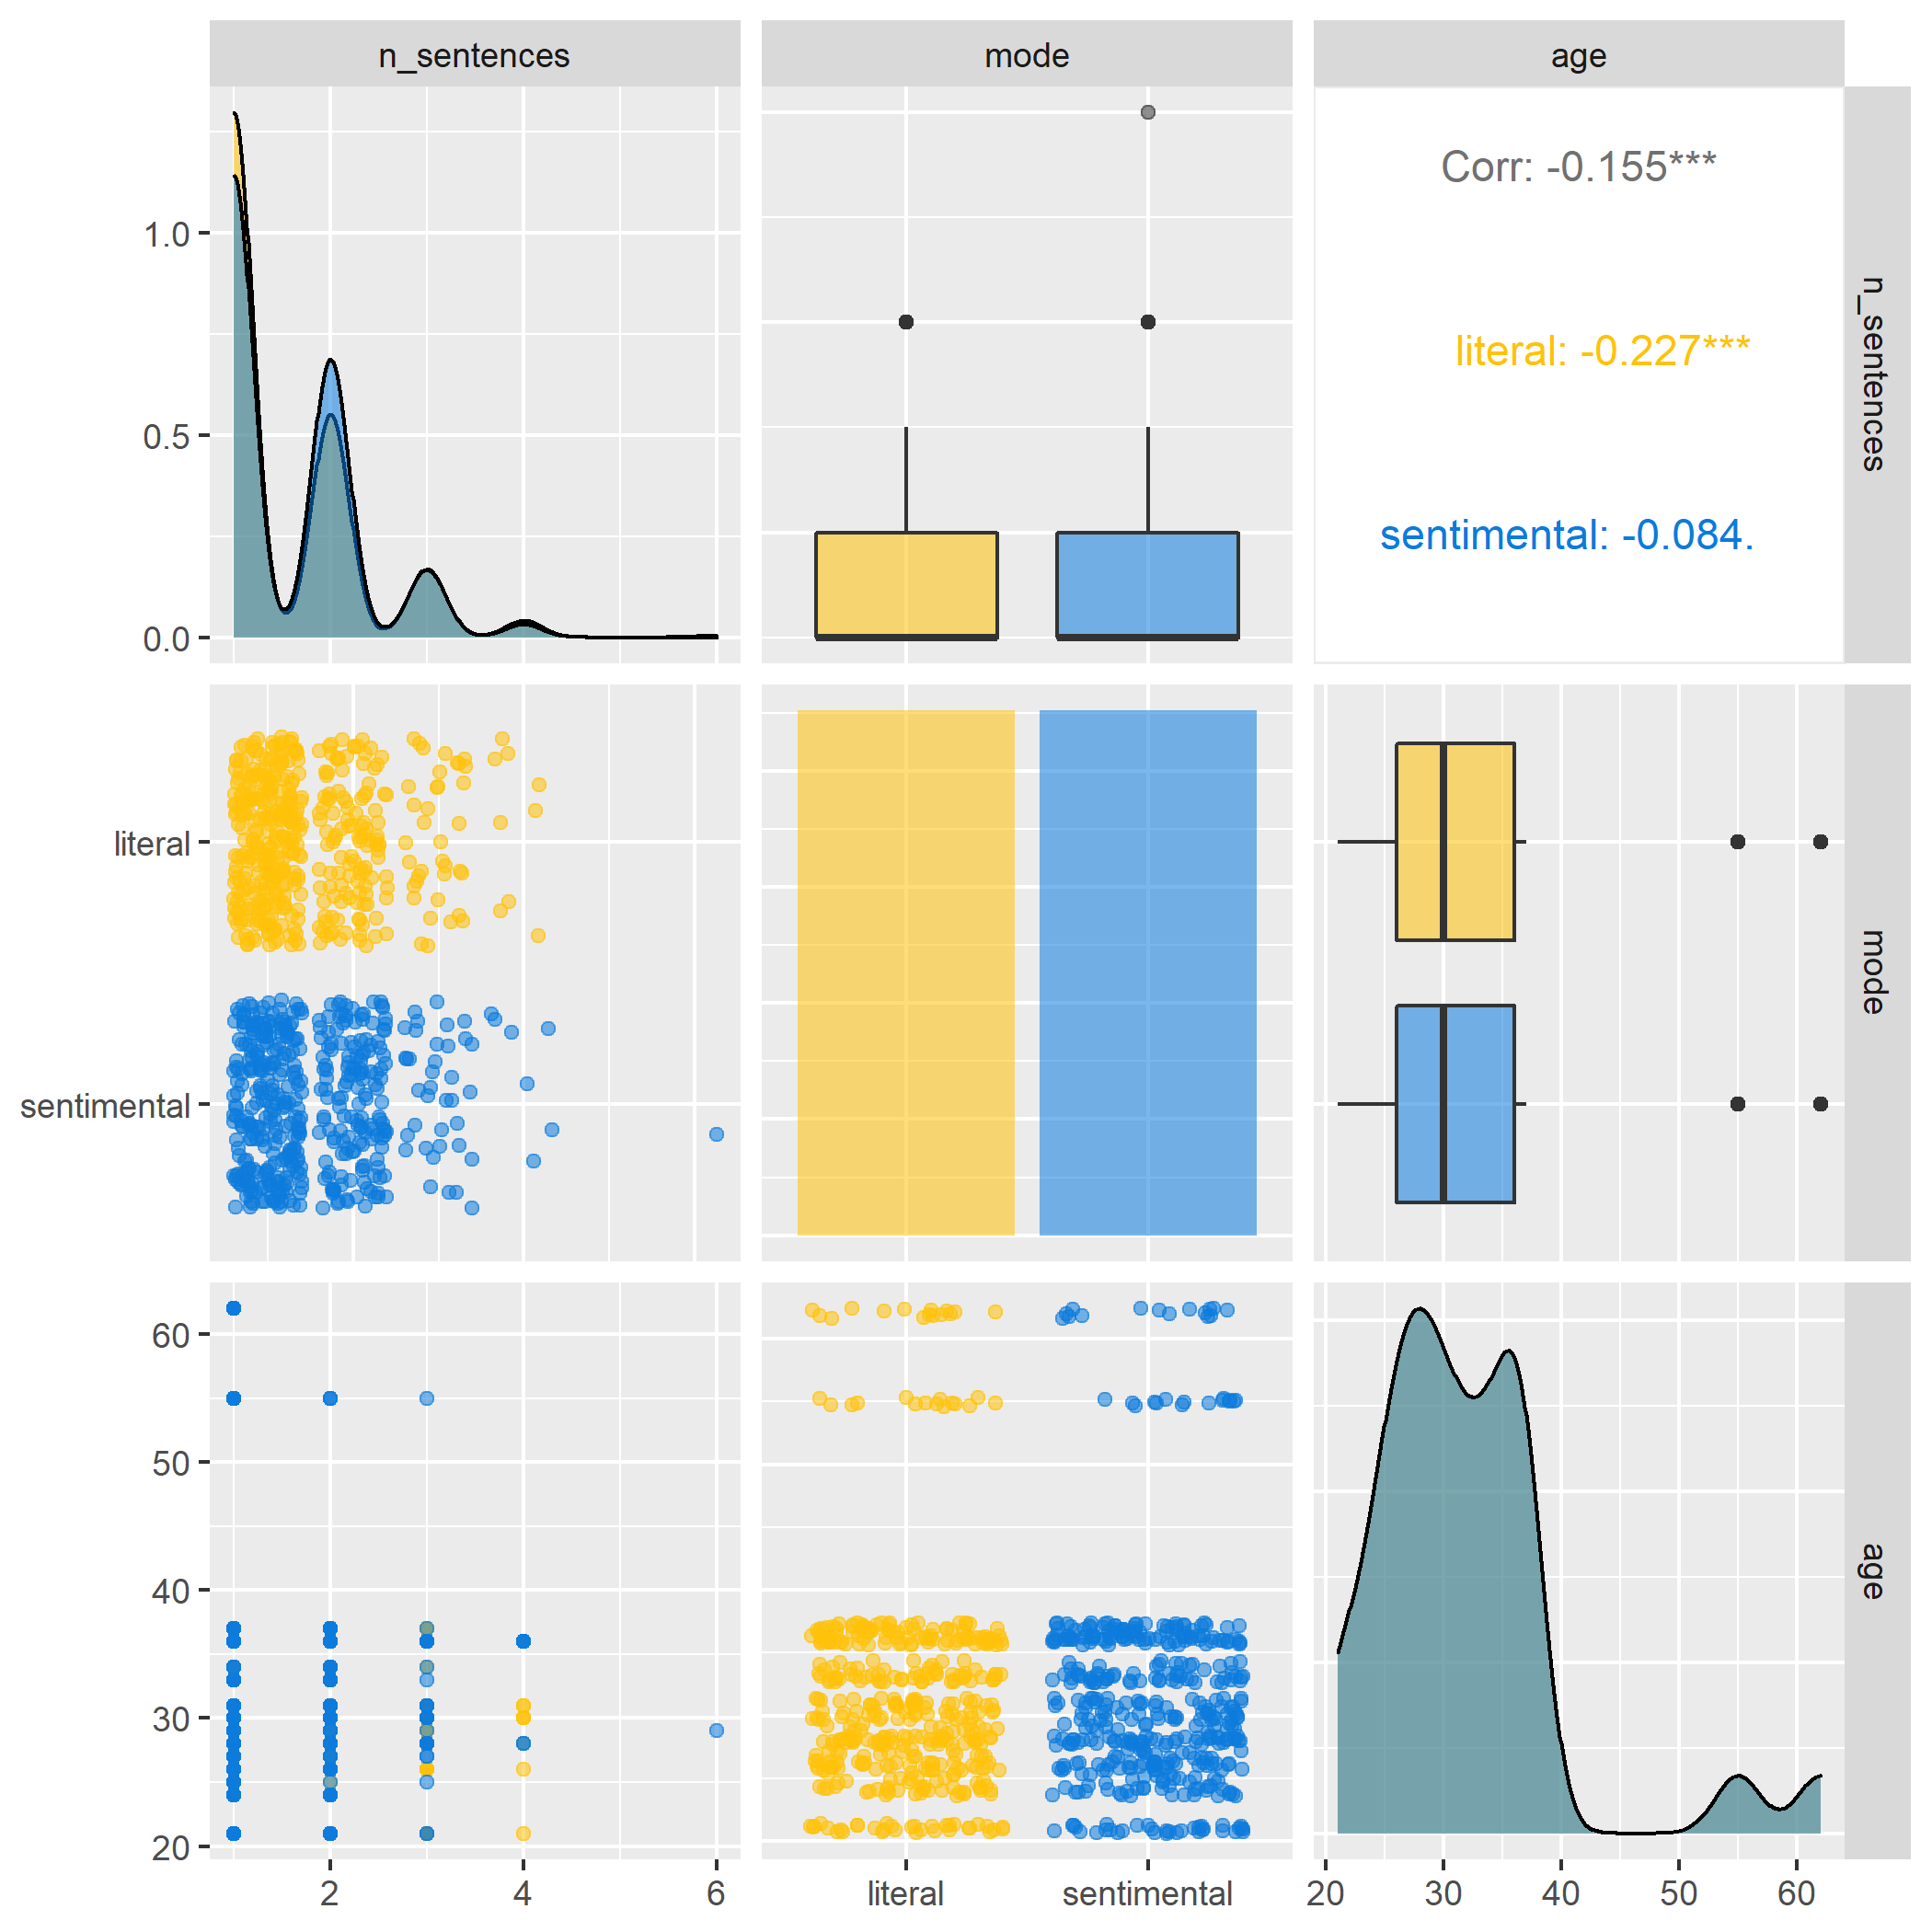 n_sentences
mode
age
1.0
0.5
0.0
Corr: -0.155***
literal: -0.227***
sentimental: -0.084.
n_sentences
literal
sentimental
mode
60
50
40
30
20
age
2
4
6
literal
sentimental
20
30
40
50
60